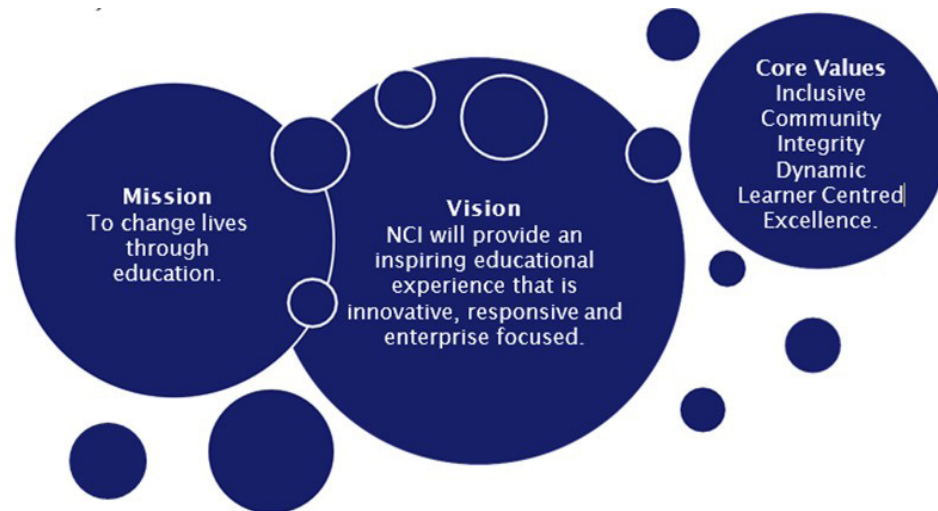 Mission
To change lives
through
education.
Vision
NCI will provide an
inspiring educational
experience that is
innovative, responsive and
enterprise focused.
Core Values
Inclusive
Community
Integrity
Dynamic
Learner Centred
Excellence.